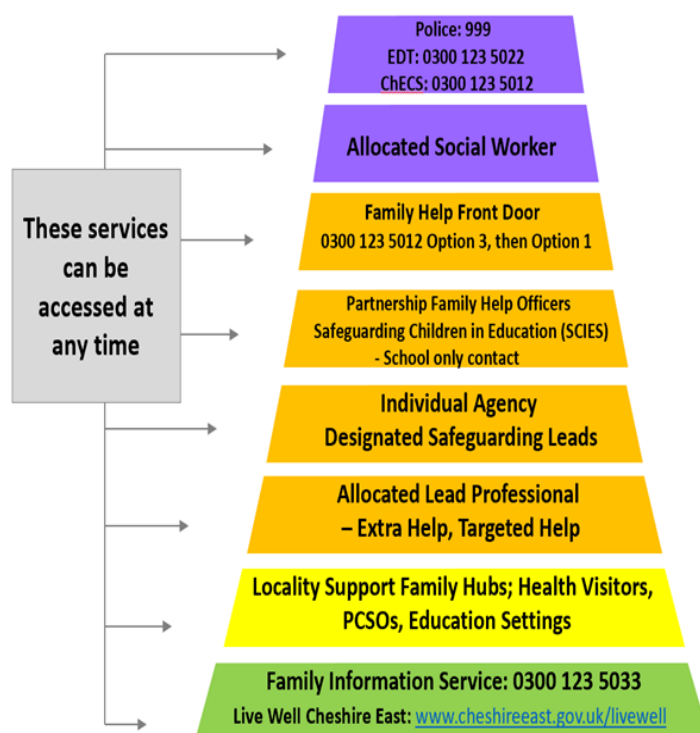 Police: 999
EDT: 0300 123 5022
ChECS: 0300 123 5012
Allocated Social Worker
These services
can be
accessed at
any time
Family Help Front Door
0300 123 5012 Option 3, then Option 1
Partnership Family Help Officers
Safeguarding Children in Education (SCIES)
- School only contact
Individual Agency
Designated Safeguarding Leads
Allocated Lead Professional
– Extra Help, Targeted Help
Locality Support Family Hubs; Health Visitors,
PCSOs, Education Settings
Family Information Service: 0300 123 5033
Live Well Cheshire East: www.cheshireeast.gov.uk/livewell